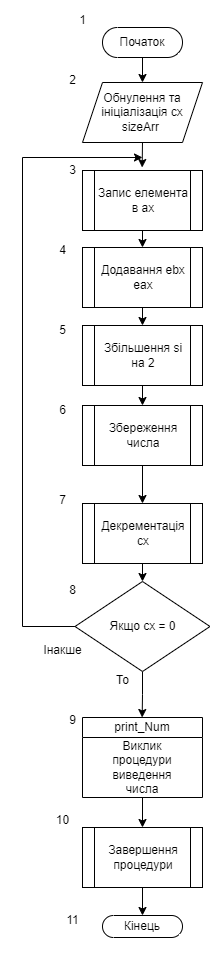 1
Початок
2
Обнулення та
ініціалізація cx
sizeArr
3
Запис елемента
в ax
4
Додавання ebx
eax
5
Збільшення si
на 2
6
Збереження
числа
7
Декрементація
cx
8
Якщо cx = 0
Інакше
То
9
print_Num
Виклик
процедури
виведення
числа
10
Завершення
процедури
11
Кінець